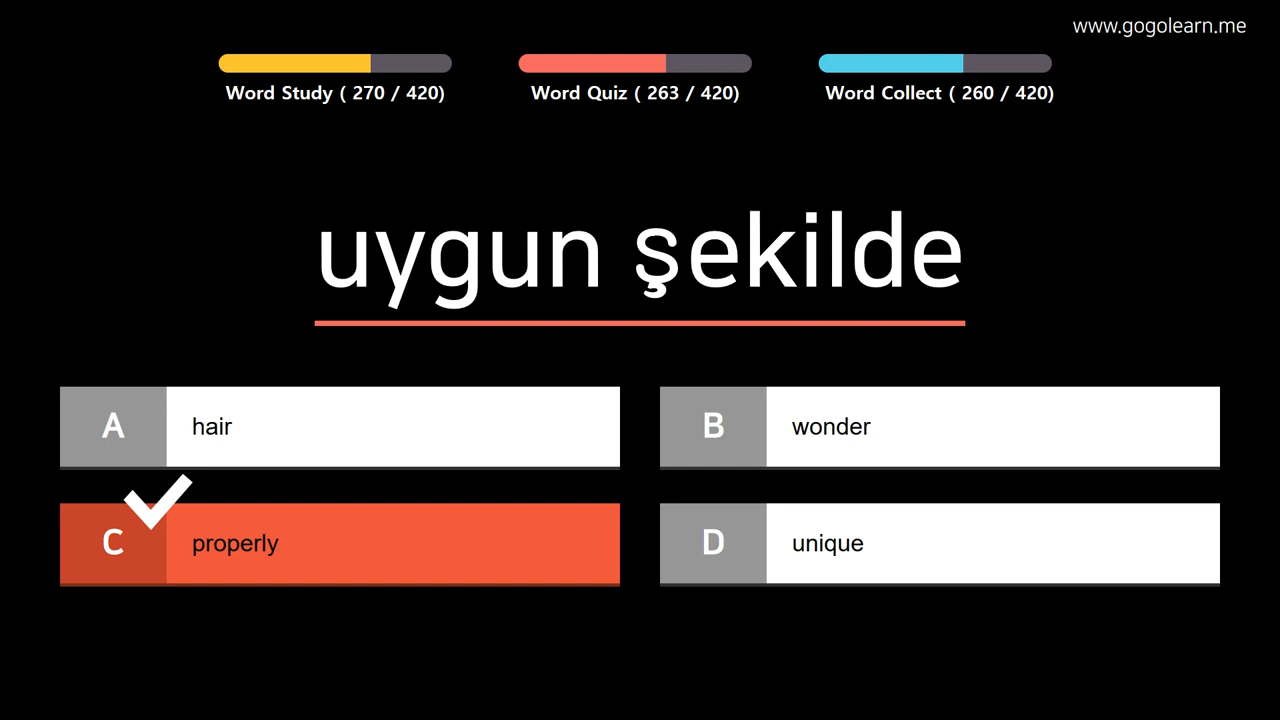 www.gogolearn.me
Word Study ( 270 / 420)
Word Quiz ( 263 / 420)
Word Collect ( 260 / 420)
uygun şekilde
A hair
B wonder
C properly
D unique